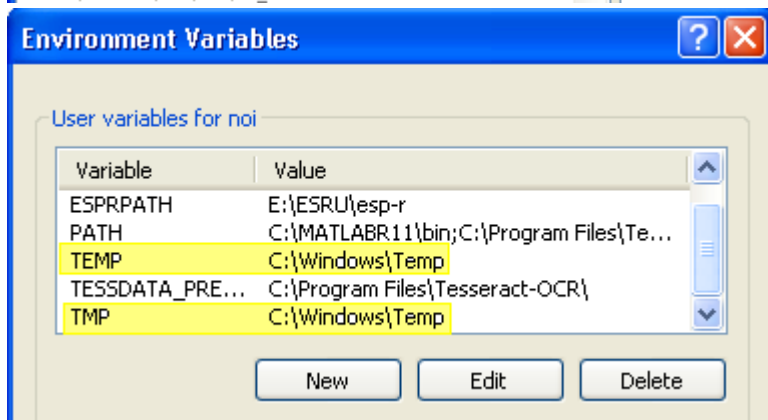 Environment Variables
User variables for noi
Variable Value
ESPRPATH E:\ESRU\esp-r
PATH C:\MATLABR11\bin;C:\Program Files\Te...
TEMP C:\Windows\Temp
TESSDATA_PRE... C:\Program Files\Tesseract-OCR\
TMP C:\Windows\Temp
New Edit Delete